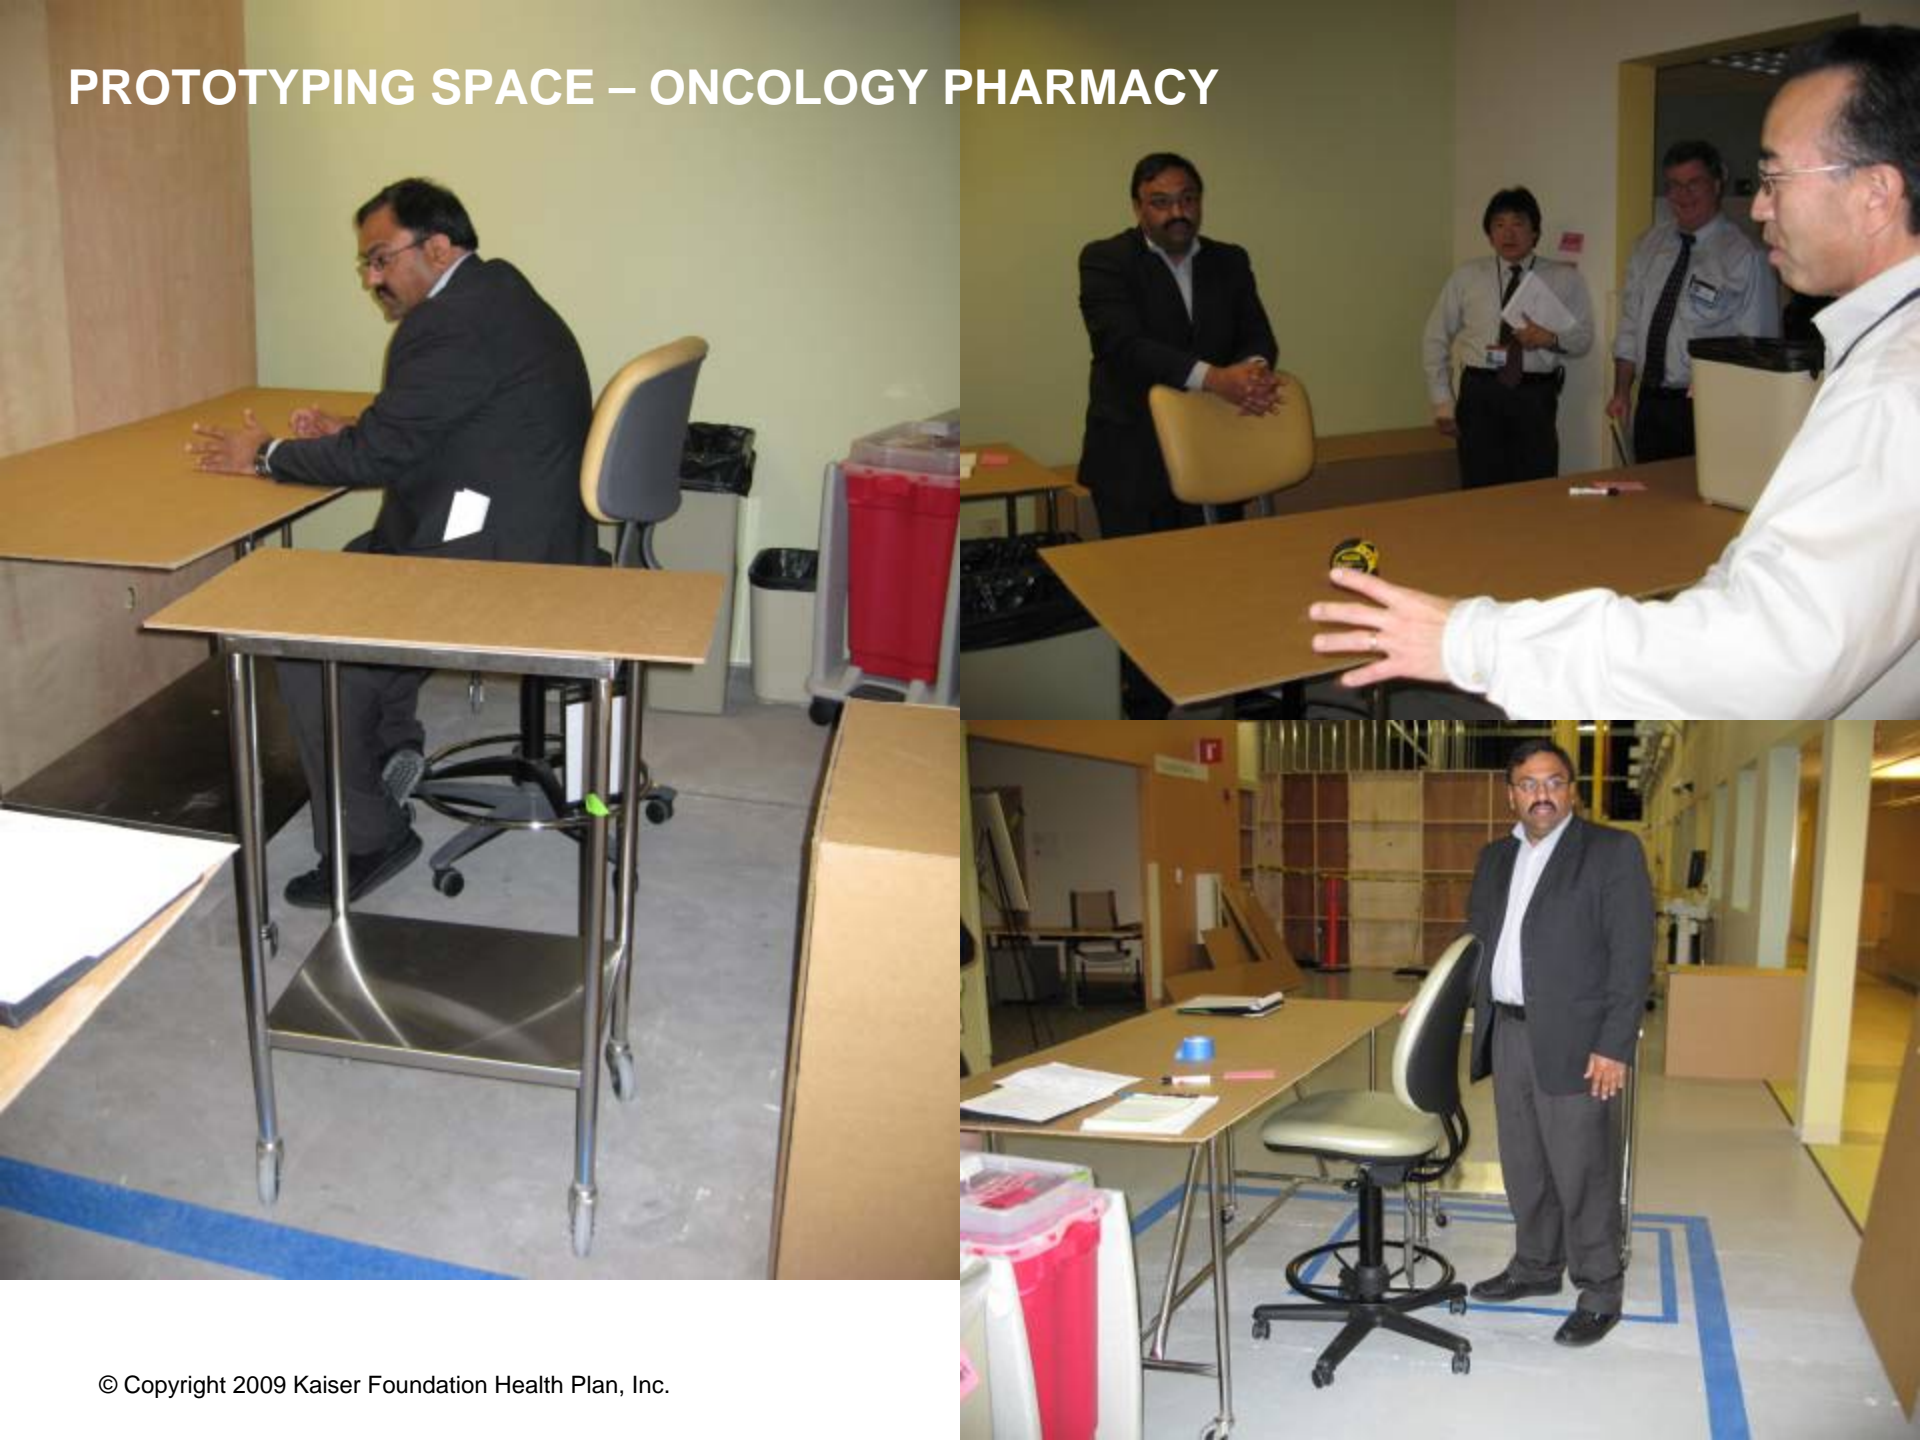 PROTOTYPING SPACE – ONCOLOGY PHARMACY
© Copyright 2009 Kaiser Foundation Health Plan, Inc.